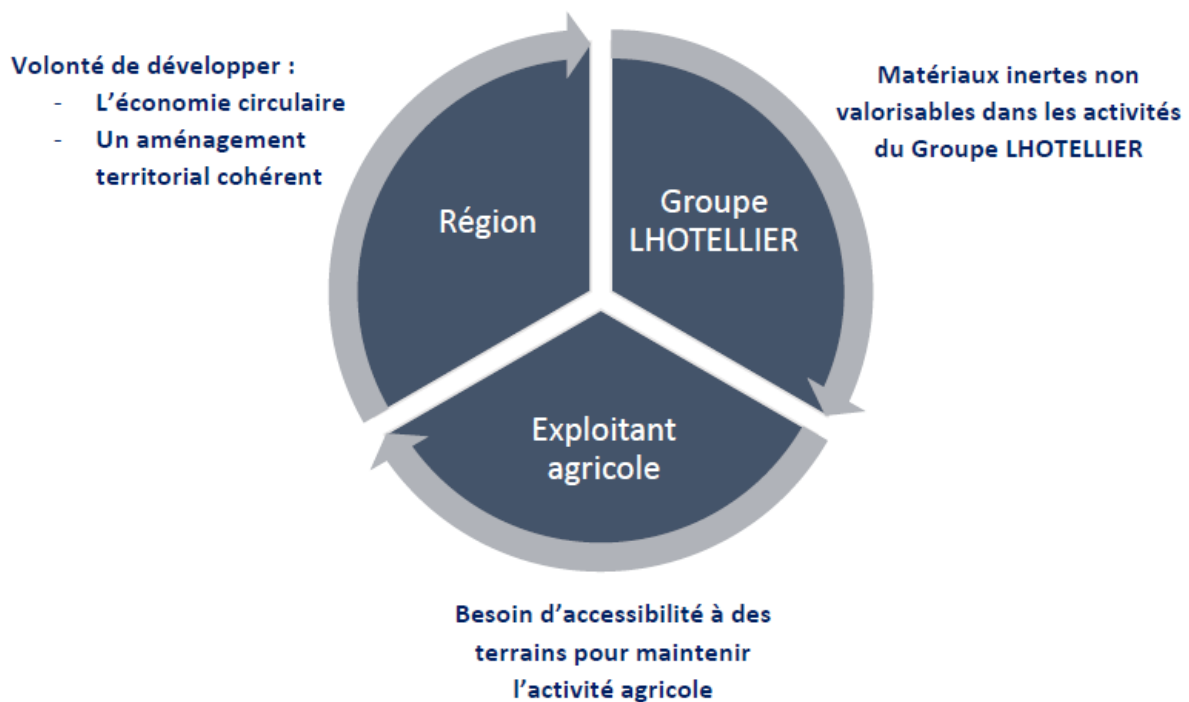 Volonté de développer :
- L’économie circulaire
- Un aménagement
territorial cohérent
Région
Groupe
LHOTELLIER
Matériaux inertes non
valorisables dans les activités
du Groupe LHOTELLIER
Exploitant
agricole
Besoin d’accessibilité à des
terrains pour maintenir
l’activité agricole